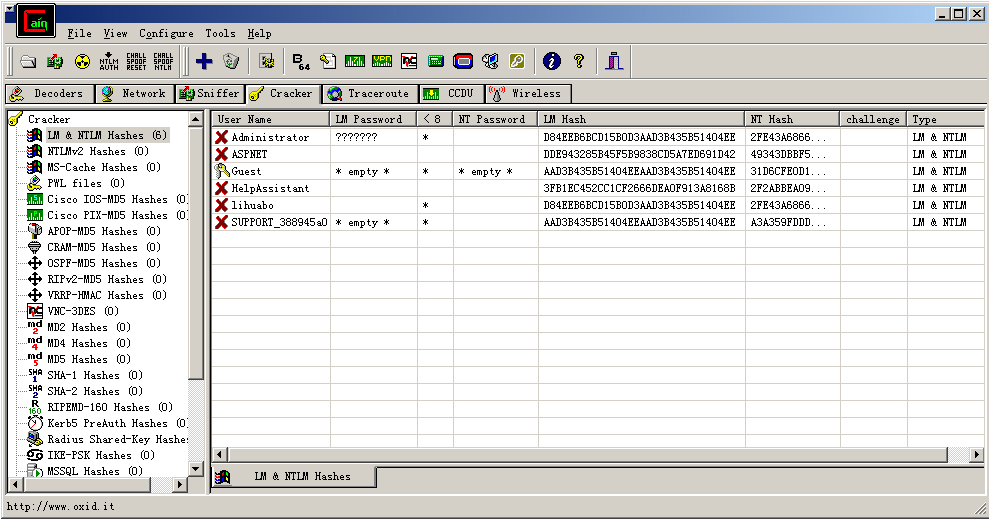 Cain
File View Configure Tools Help
NTLM AUTH
CHALL SPOOF RESET
CHALL SPOOF NTLM
B64
Decoders Network Sniffer Cracker Traceroute CCDU Wireless
Cracker
LM & NTLM Hashes (6)
NTLMv2 Hashes (0)
MS-Cache Hashes (0)
PWL files (0)
Cisco IOS-MD5 Hashes (0)
Cisco PIX-MD5 Hashes (0)
APOP-MD5 Hashes (0)
CRAM-MD5 Hashes (0)
OSPF-MD5 Hashes (0)
RIPv2-MD5 Hashes (0)
VRRP-HMAC Hashes (0)
VNC-3DES (0)
MD2 Hashes (0)
MD4 Hashes (0)
MD5 Hashes (0)
SHA-1 Hashes (0)
SHA-2 Hashes (0)
RIPEMD-160 Hashes (0)
Kerb5 PreAuth Hashes (0)
Radius Shared-Key Hashes
IKE-PSK Hashes (0)
MSSQL Hashes (0)
User Name LM Password < 8 NT Password LM Hash NT Hash challenge Type
Administrator ??????? * D84EEB6BCD15B0D3AAD3B435B51404EE 2FE43A6866... LM & NTLM
ASPNET DDE943285B45F5B9838CD5A7ED691D42 49343DBBF5... LM & NTLM
Guest * empty * * * empty * AAD3B435B51404EEAAD3B435B51404EE 31D6CFE0D1... LM & NTLM
HelpAssistant 3FB1EC452CC1CF2666DEA0F913A8168B 2F2ABBEA09... LM & NTLM
lihuabo * D84EEB6BCD15B0D3AAD3B435B51404EE 2FE43A6866... LM & NTLM
SUPPORT_388945a0 * empty * * AAD3B435B51404EEAAD3B435B51404EE A3A359FDDD... LM & NTLM
LM & NTLM Hashes
http://www.oxid.it